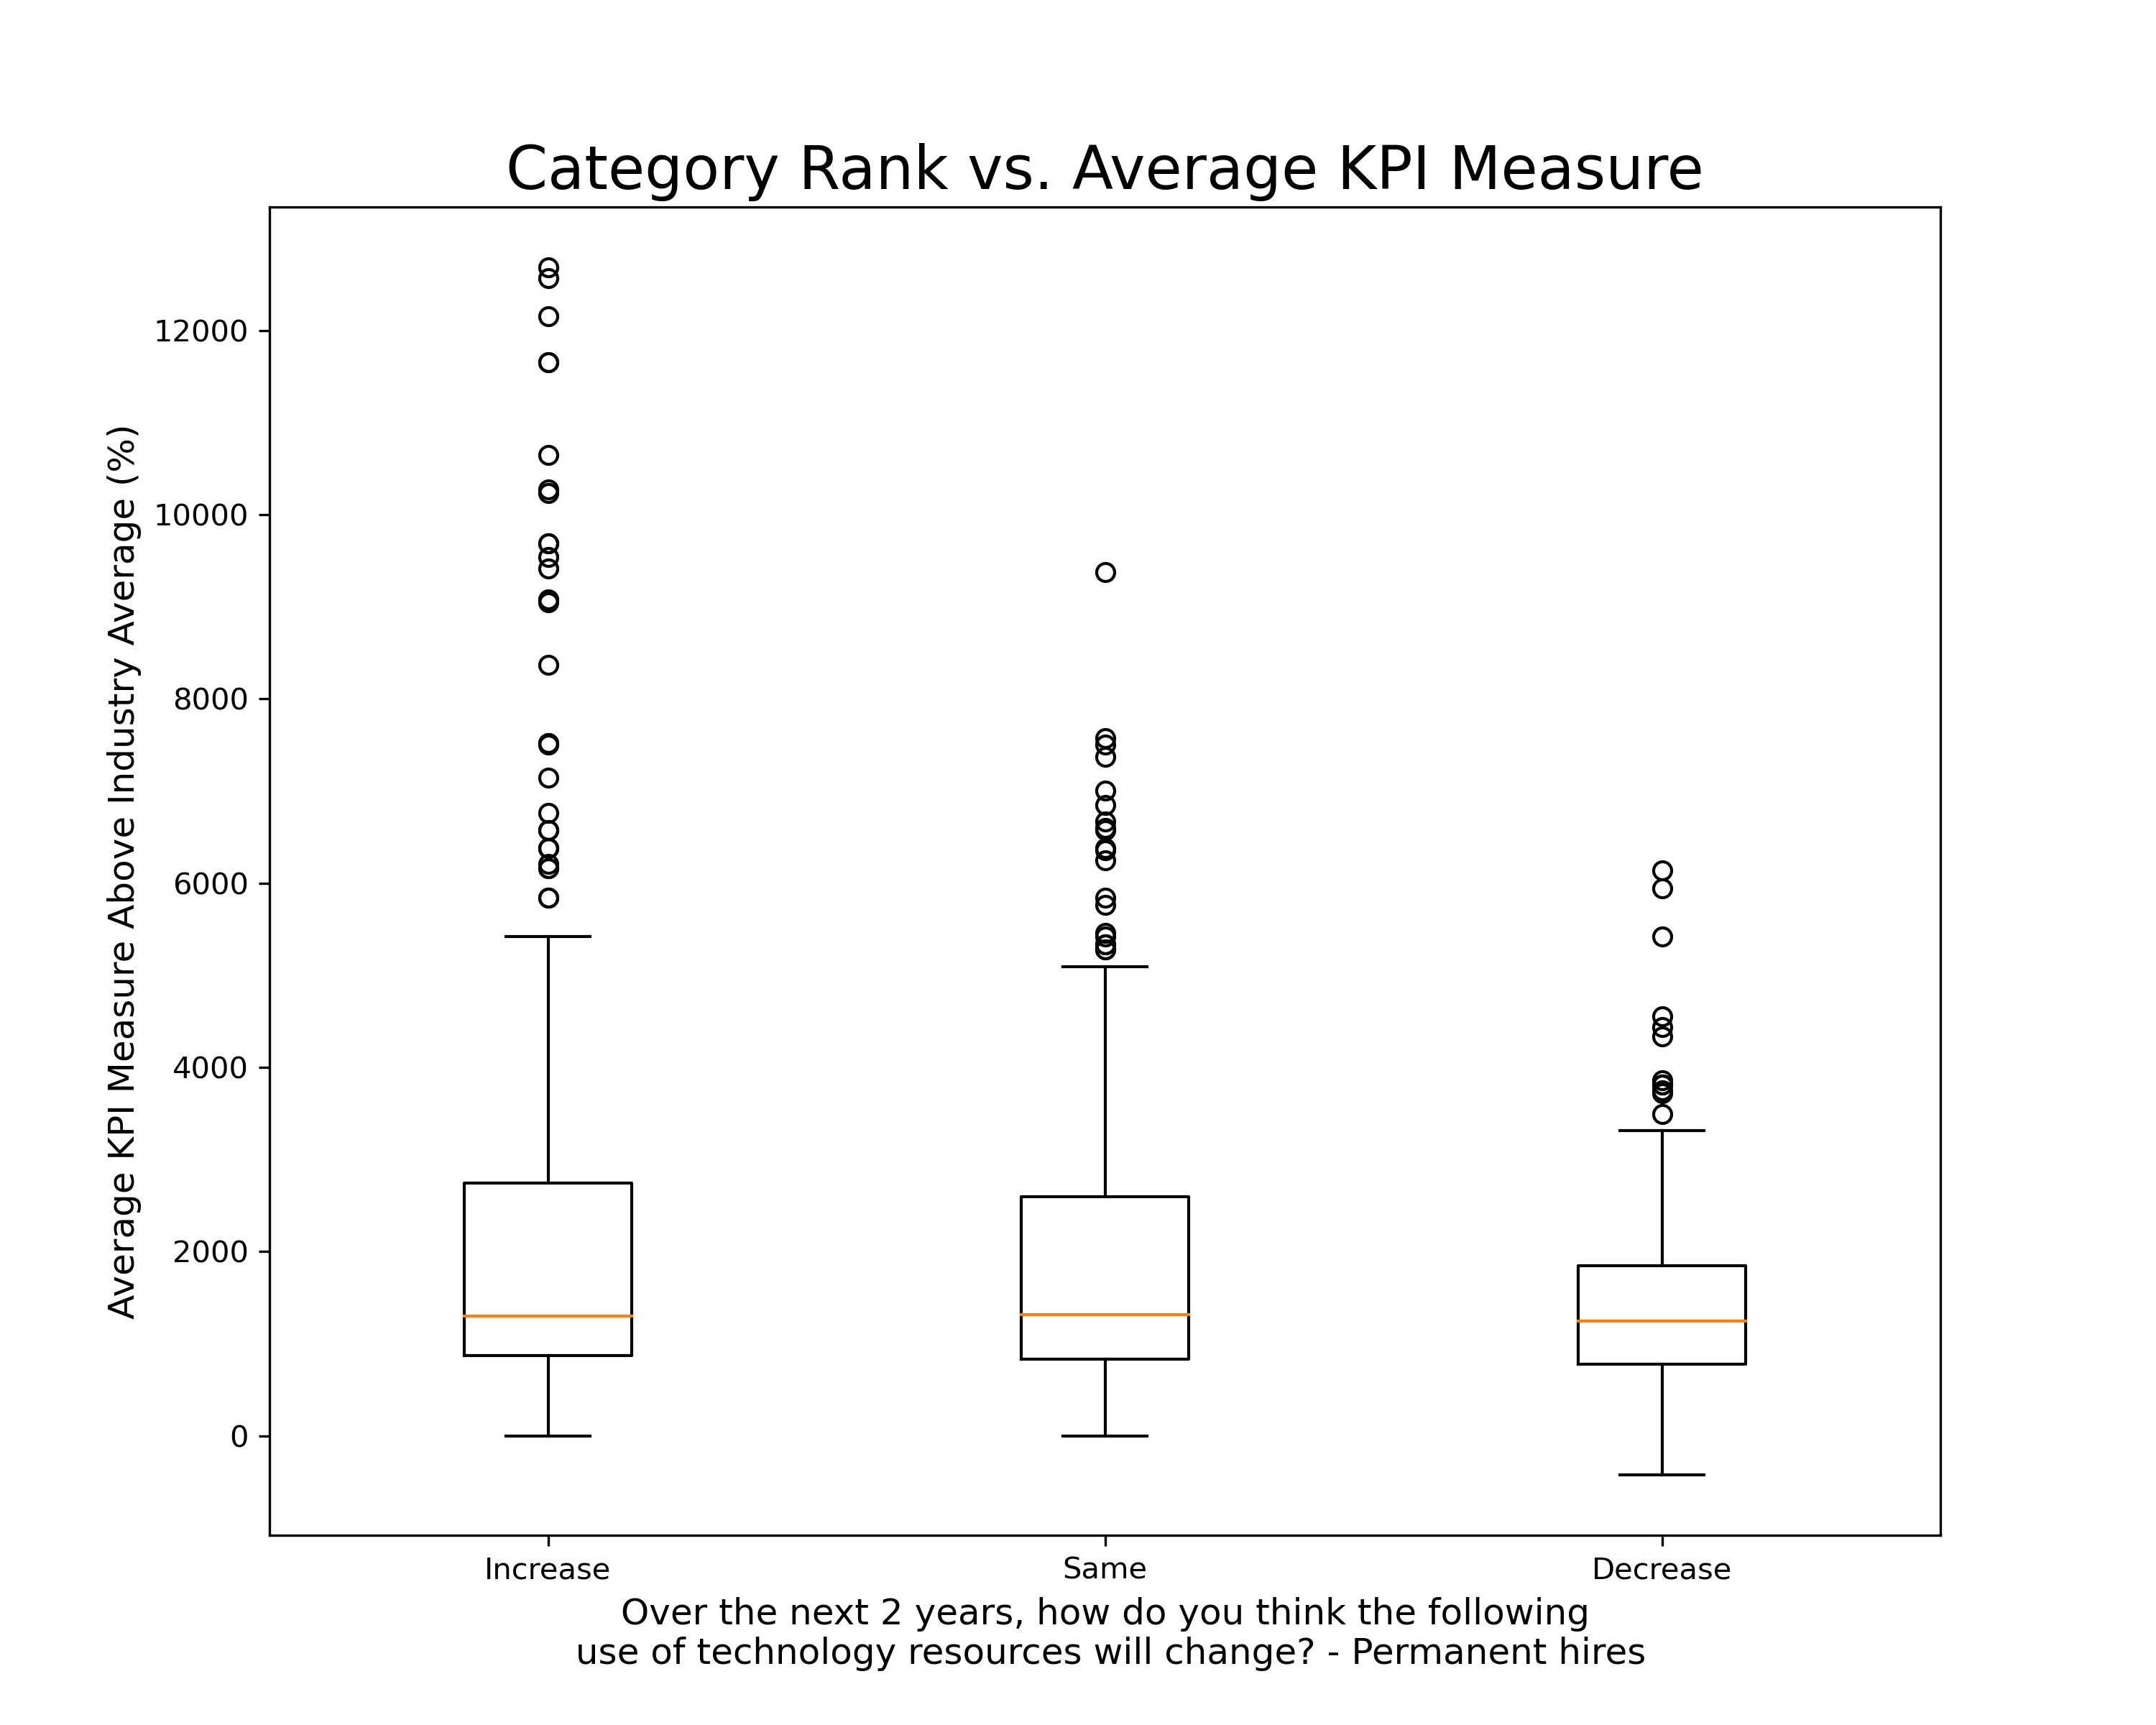 Category Rank vs. Average KPI Measure
Average KPI Measure Above Industry Average (%)
12000
10000
8000
6000
4000
2000
0
Increase
Same
Decrease
Over the next 2 years, how do you think the following
use of technology resources will change? - Permanent hires